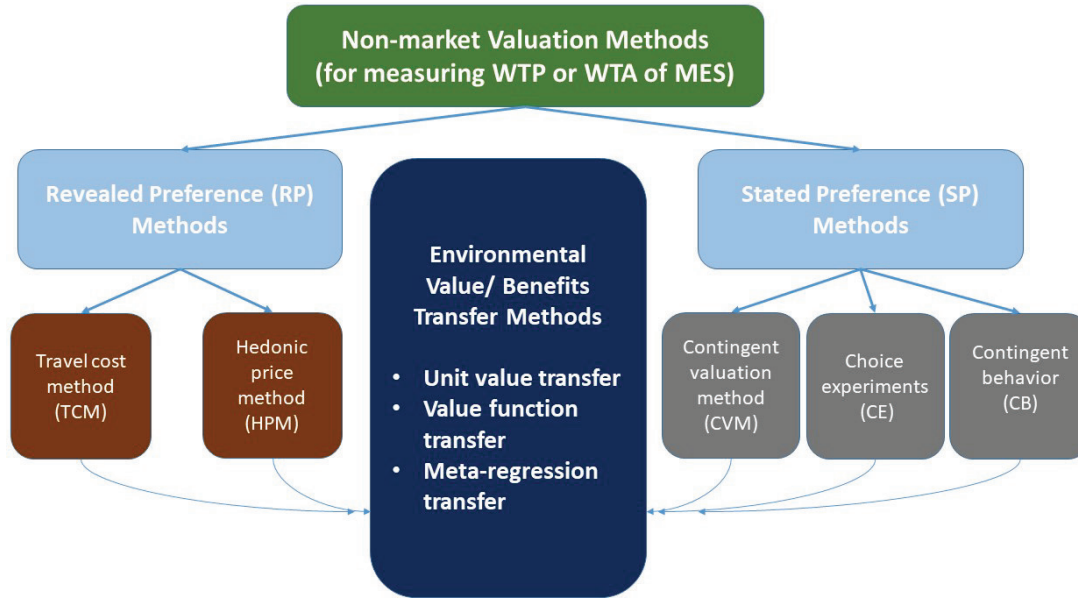 Non-market Valuation Methods
(for measuring WTP or WTA of MES)
Revealed Preference (RP)
Methods
Stated Preference (SP)
Methods
Environmental
Value/ Benefits
Transfer Methods
• Unit value transfer
• Value function
transfer
• Meta-regression
transfer
Travel cost
method
(TCM)
Hedonic
price
method
(HPM)
Contingent
valuation
method
(CVM)
Choice
experiments
(CE)
Contingent
behavior
(CB)